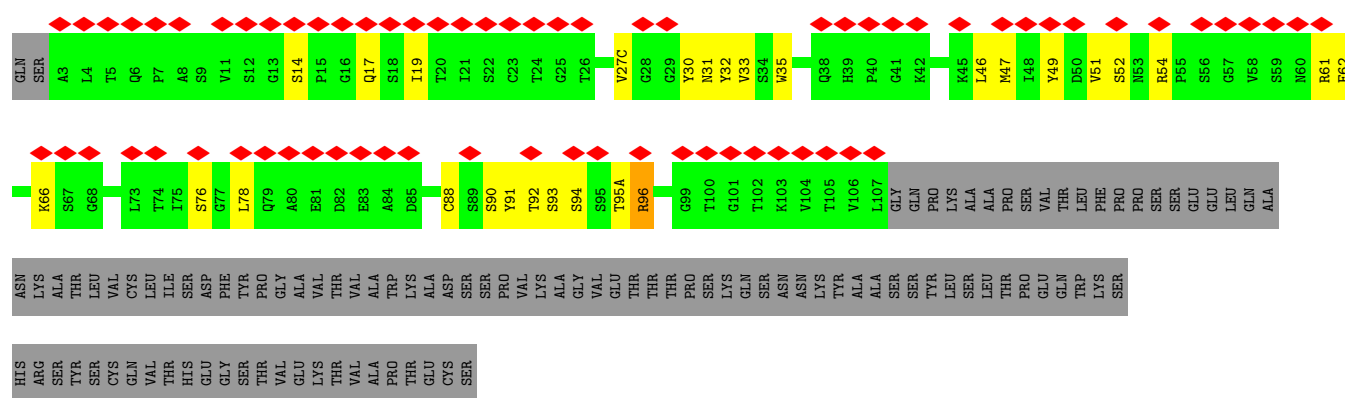 GLN SER A3 L4 T5 Q6 P7 A8 S9 V11 S12 G13 S14 P15 G16 Q17 S18 I19 T20 I21 S22 C23 T24 G25 T26 V27C G28 G29 Y30 N31 Y32 V33 S34 W35 Q38 H39 P40 G41 K42 K45 L46 M47 I48 Y49 D50 V51 S52 N53 R54 P55 S56 G57 V58 S59 N60 R61 F62
K66 S67 G68 L73 T74 I75 S76 G77 L78 Q79 A80 E81 D82 E83 A84 D85 C88 S89 S90 Y91 T92 S93 S94 S95 T95A R96 G99 T100 G101 T102 K103 V104 T105 V106 L107 GLY GLN PRO LYS ALA ALA PRO SER VAL THR LEU PHE PRO PRO SER SER GLU GLU LEU GLN ALA
ASN LYS ALA THR LEU VAL CYS LEU ILE SER ASP PHE TYR PRO GLY ALA VAL THR VAL ALA TRP LYS ALA ASP SER SER PRO VAL LYS ALA GLY VAL GLU THR THR THR PRO SER LYS GLN SER ASN ASN LYS TYR ALA ALA SER SER TYR LEU SER LEU THR PRO GLU GLN TRP LYS SER
HIS ARG SER TYR SER CYS GLN VAL THR HIS GLU GLY SER THR VAL GLU LYS THR VAL ALA PRO THR GLU CYS SER